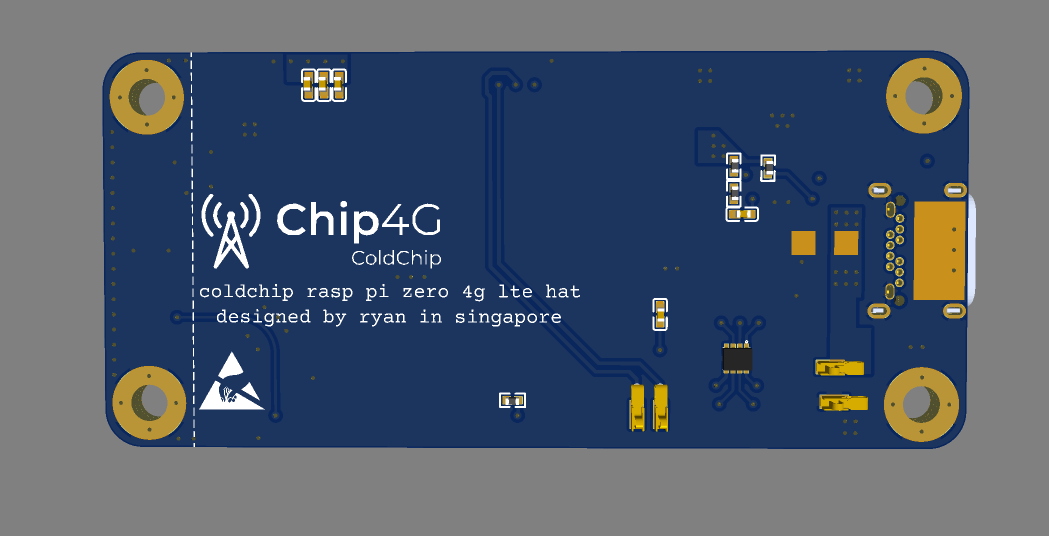 Chip4G
ColdChip
coldchip rasp pi zero 4g lte hat
designed by ryan in singapore